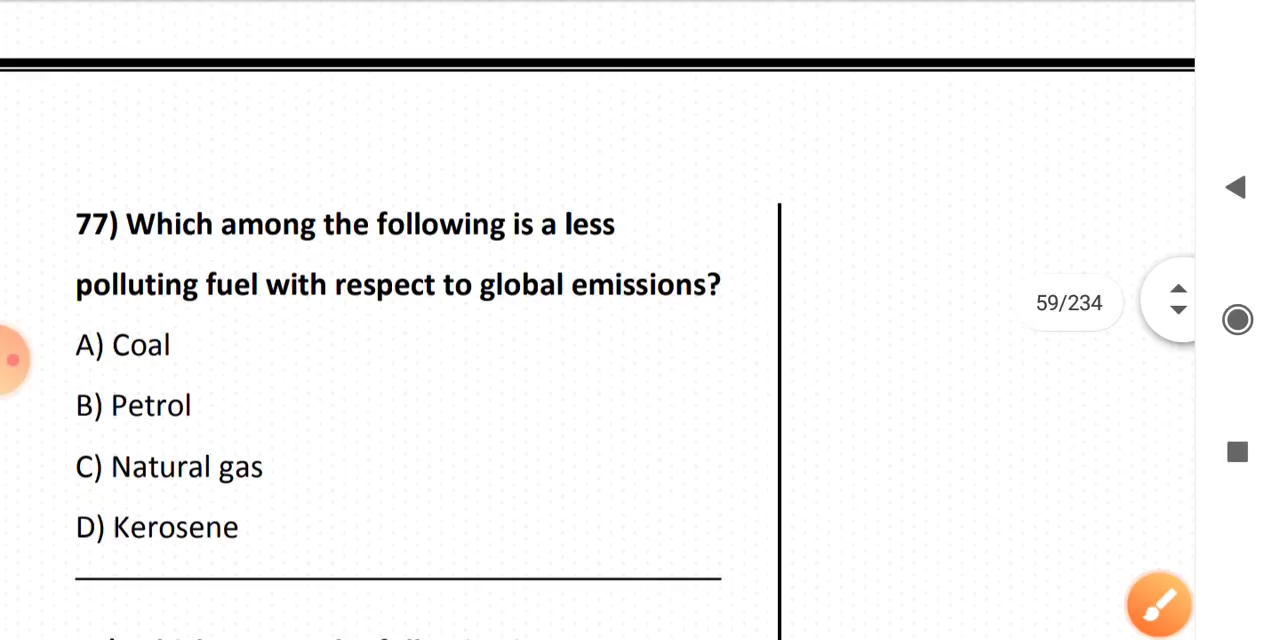 77) Which among the following is a less
polluting fuel with respect to global emissions?
A) Coal
B) Petrol
C) Natural gas
D) Kerosene
59/234